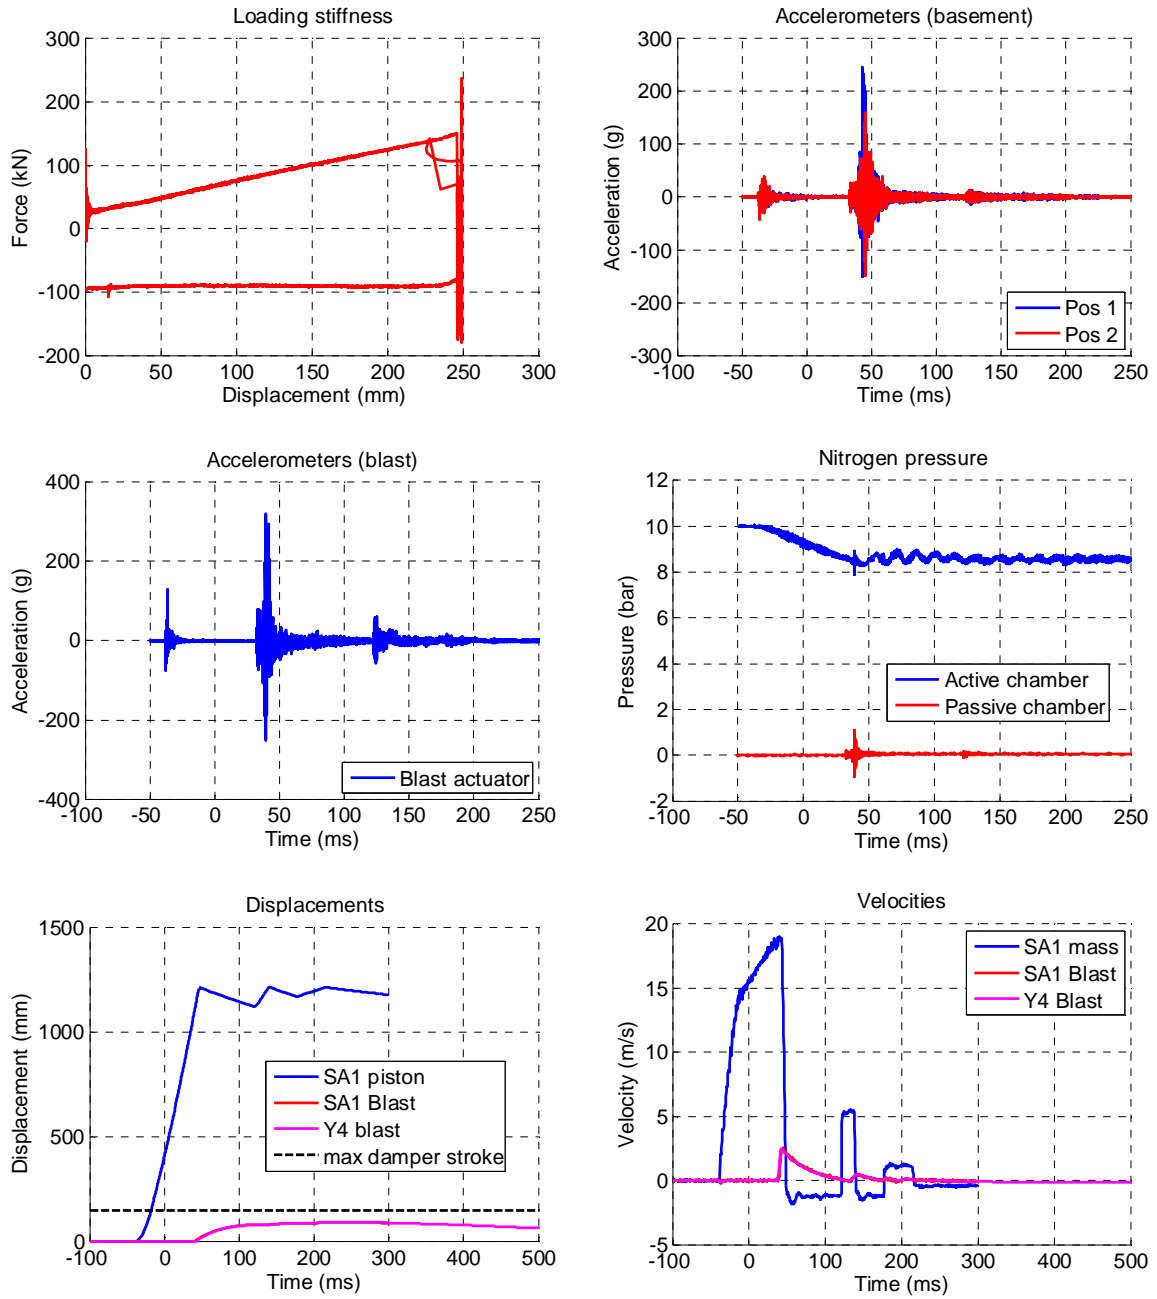 Loading stiffness
300
200
100
0
-100
-200
0 50 100 150 200 250 300
Force (kN)
Displacement (mm)
Accelerometers (basement)
300
200
100
0
-100
-200
-300
-100 -50 0 50 100 150 200 250
Acceleration (g)
Time (ms)
Pos 1
Pos 2
Accelerometers (blast)
400
200
0
-200
-400
-100 -50 0 50 100 150 200 250
Acceleration (g)
Time (ms)
Blast actuator
Nitrogen pressure
12
10
8
6
4
2
0
-2
-100 -50 0 50 100 150 200 250
Pressure (bar)
Time (ms)
Active chamber
Passive chamber
Displacements
1500
1000
500
0
-100 0 100 200 300 400 500
Displacement (mm)
Time (ms)
SA1 piston
SA1 Blast
Y4 blast
max damper stroke
Velocities
20
15
10
5
0
-5
-100 0 100 200 300 400 500
Velocity (m/s)
Time (ms)
SA1 mass
SA1 Blast
Y4 Blast